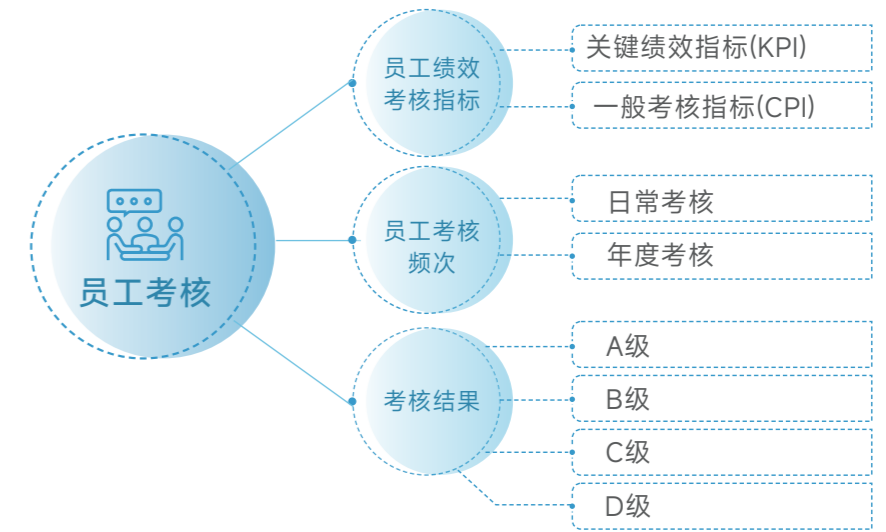 员工考核
员工绩效
考核指标
关键绩效指标(KPI)
一般考核指标(CPI)
员工考核
频次
日常考核
年度考核
考核结果
A级
B级
C级
D级